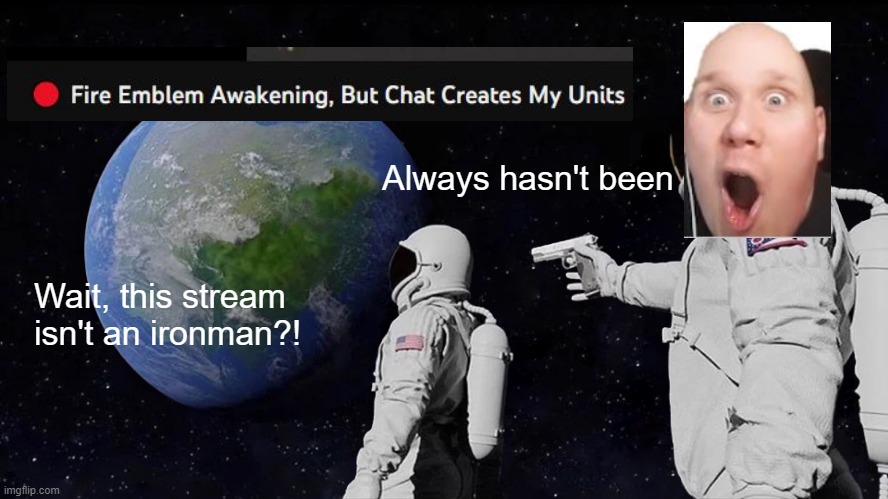 Fire Emblem Awakening, But Chat Creates My Units
Always hasn't been
Wait, this stream
isn't an ironman?!
imgflip.com